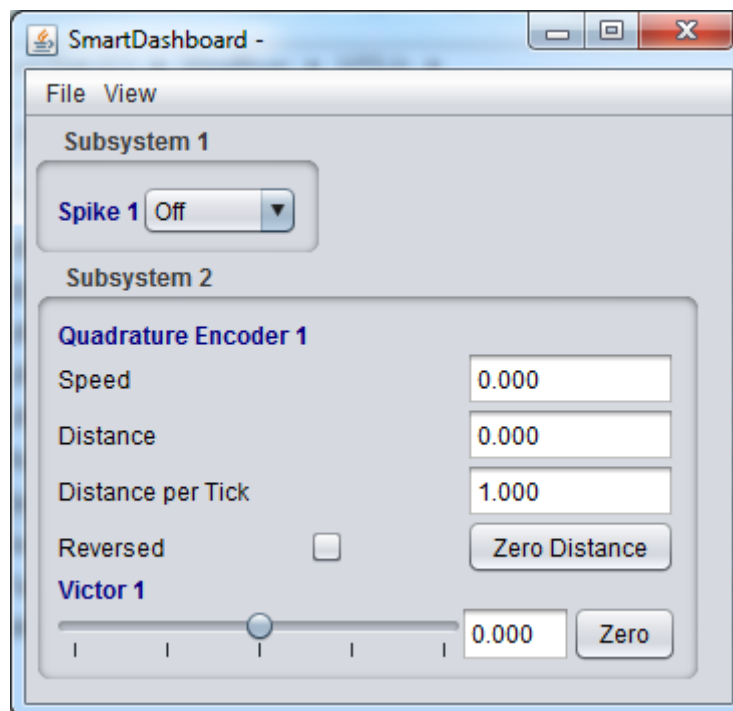 SmartDashboard -
File View
Subsystem 1
Spike 1 Off
Subsystem 2
Quadrature Encoder 1
Speed 0.000
Distance 0.000
Distance per Tick 1.000
Reversed Zero Distance
Victor 1
0.000 Zero